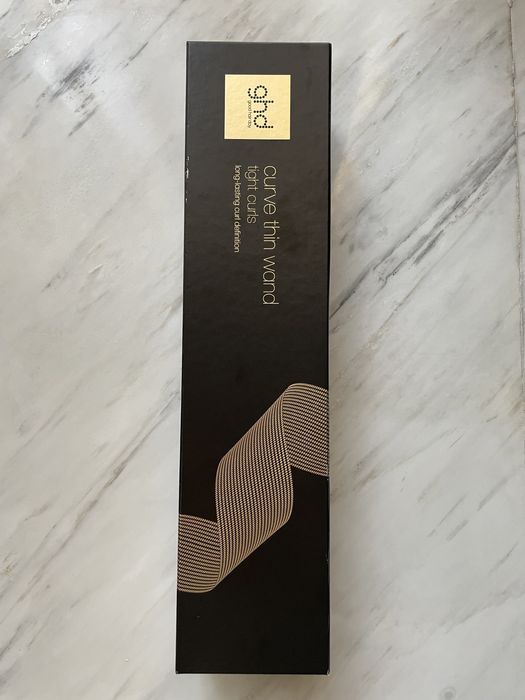 ghd
good hair day
curve thin wand
tight curls
long-lasting curl definition